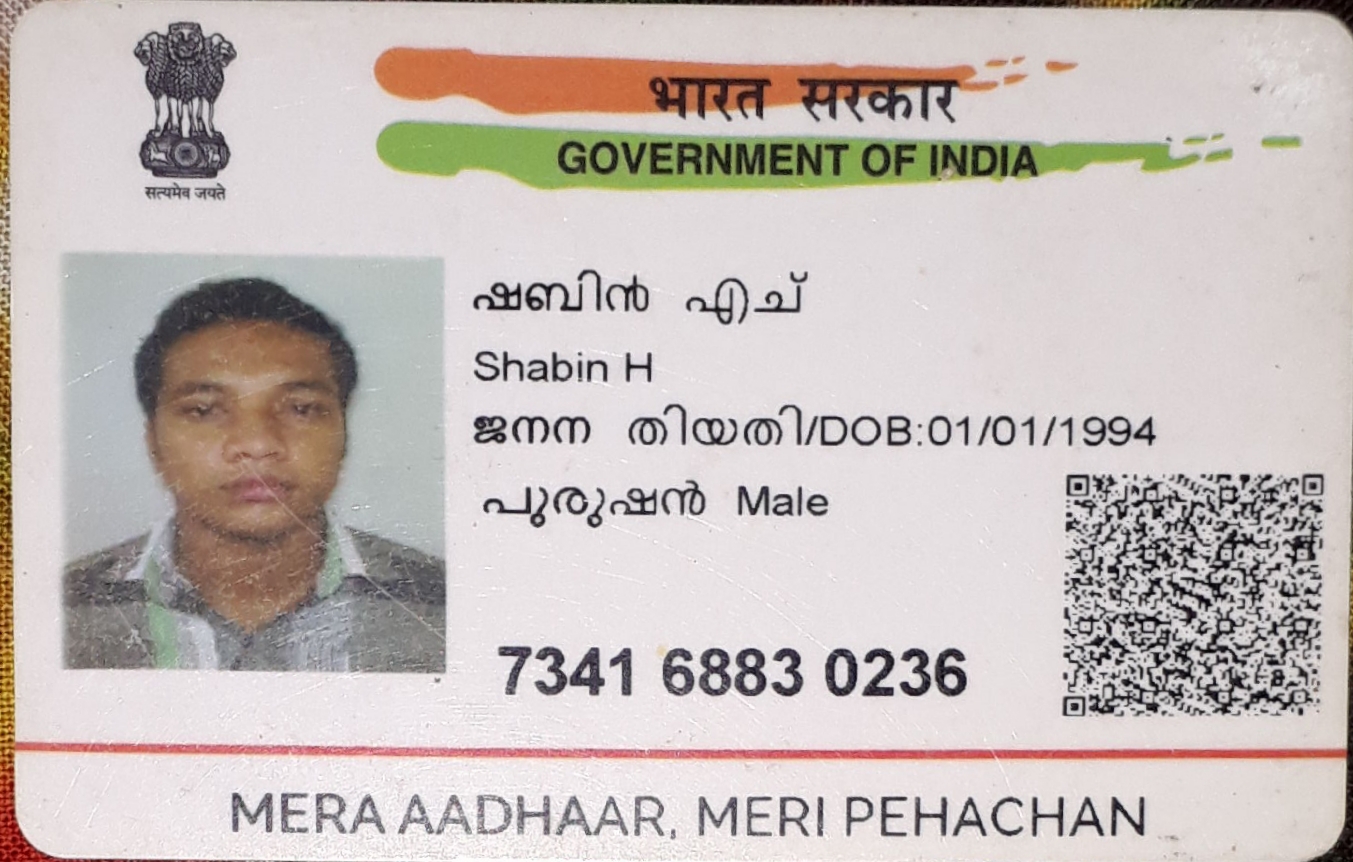 भारत सरकार
GOVERNMENT OF INDIA
सत्यमेव जयते
ഷബിൻ എച്
Shabin H
ജനന തിയതി/DOB:01/01/1994
പുരുഷൻ Male
7341 6883 0236
MERA AADHAAR, MERI PEHACHAN